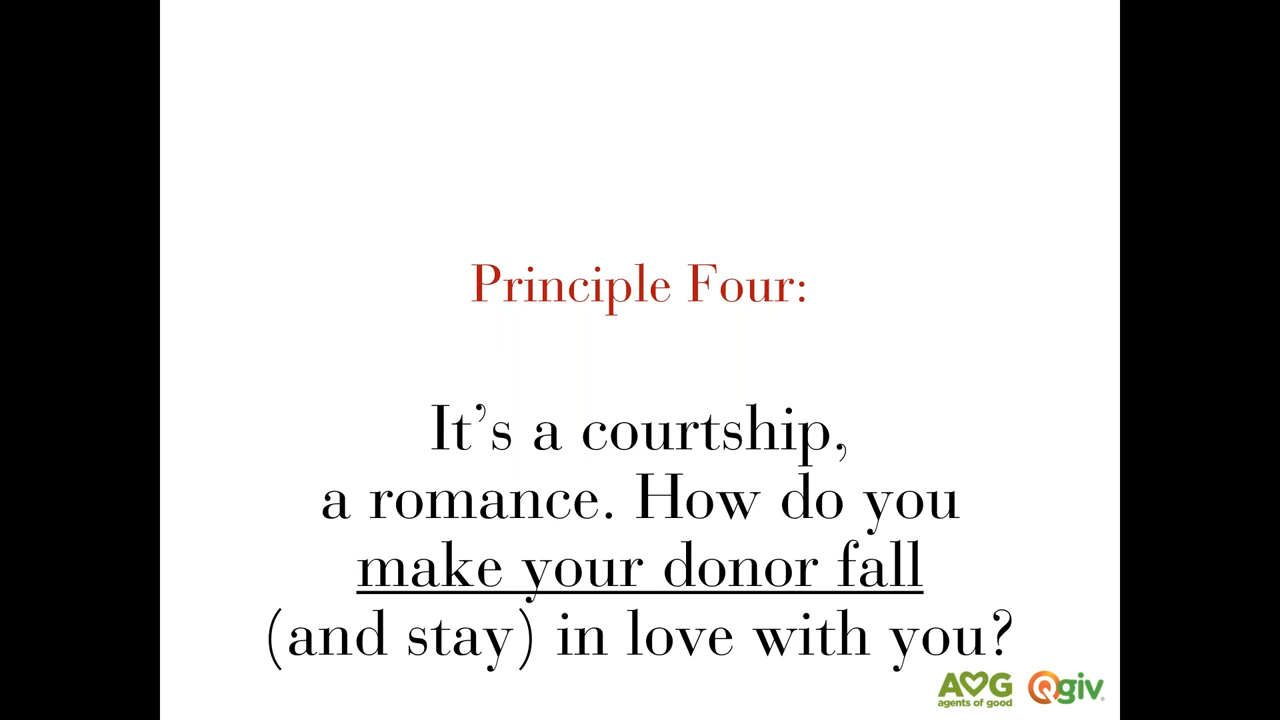 Principle Four:
It’s a courtship,
a romance. How do you
make your donor fall
(and stay) in love with you?
A♥G
agents of good
Qgiv